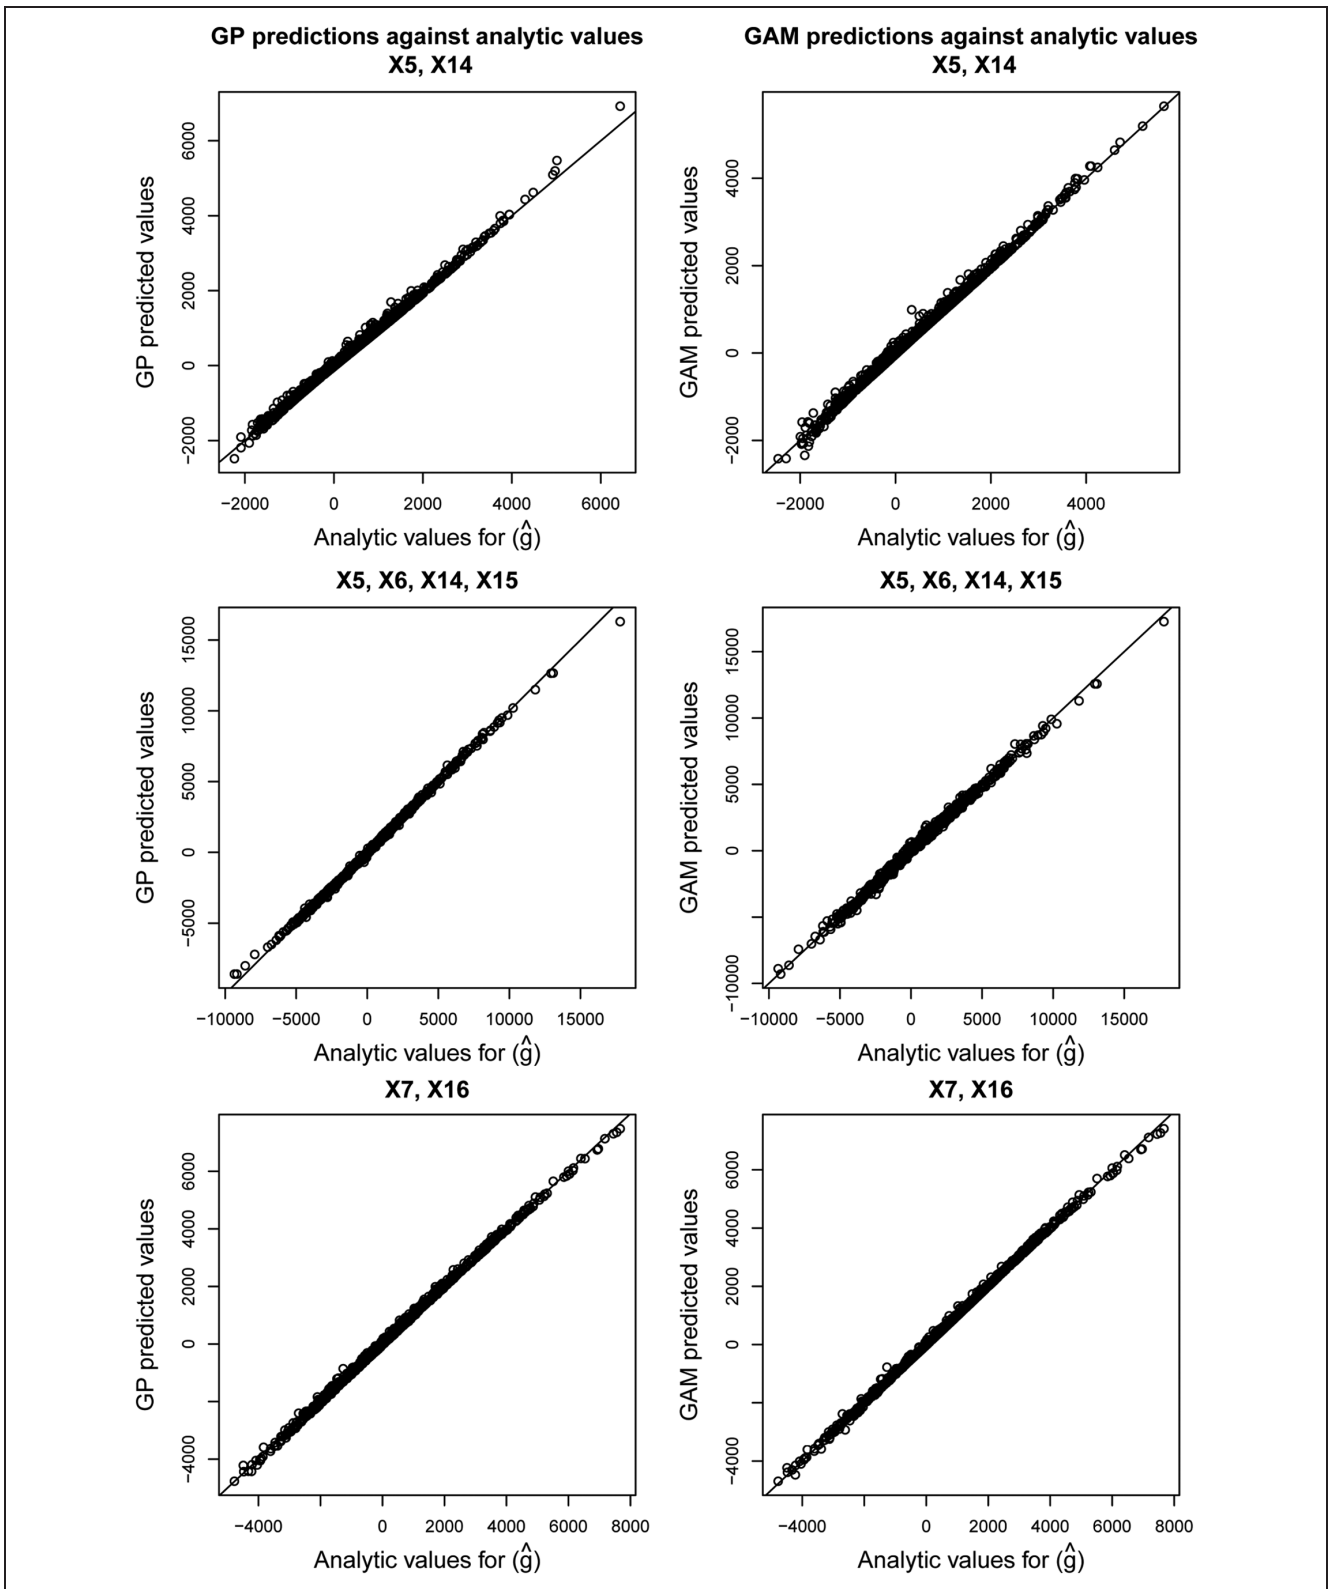 GP predictions against analytic values
X5, X14
GP predicted values
6000
4000
2000
0
−2000
−2000 0 2000 4000 6000
Analytic values for (ĝ)
GAM predictions against analytic values
X5, X14
GAM predicted values
4000
2000
0
−2000
−2000 0 2000 4000
Analytic values for (ĝ)
X5, X6, X14, X15
GP predicted values
15000
10000
5000
0
−5000
−10000 −5000 0 5000 10000 15000
Analytic values for (ĝ)
X5, X6, X14, X15
GAM predicted values
15000
10000
5000
0
−10000
−10000 −5000 0 5000 10000 15000
Analytic values for (ĝ)
X7, X16
GP predicted values
6000
4000
2000
0
−4000
−4000 0 2000 4000 6000 8000
Analytic values for (ĝ)
X7, X16
GAM predicted values
6000
4000
2000
0
−4000
−4000 0 2000 4000 6000 8000
Analytic values for (ĝ)